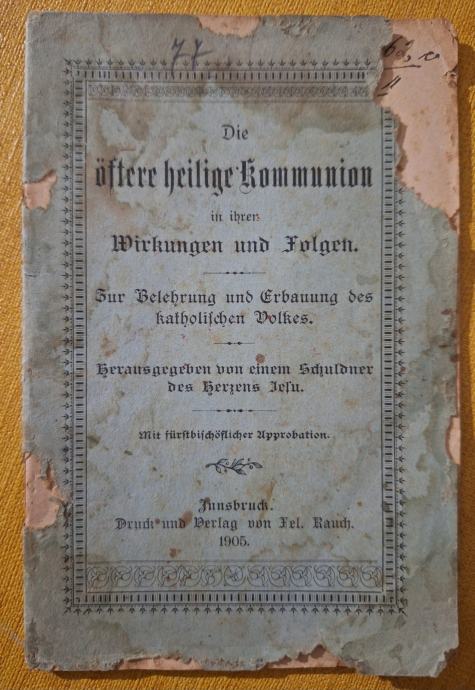 77
Die
öftere heilige Kommunion
in ihren
Wirkungen und Folgen.
Zur Belehrung und Erbauung des
katholischen Volkes.
Herausgegeben von einem Schuldner
des Herzens Jesu.
Mit fürstbischöflicher Approbation.
Innsbruck.
Druck und Verlag von Fel. Rauch.
1905.